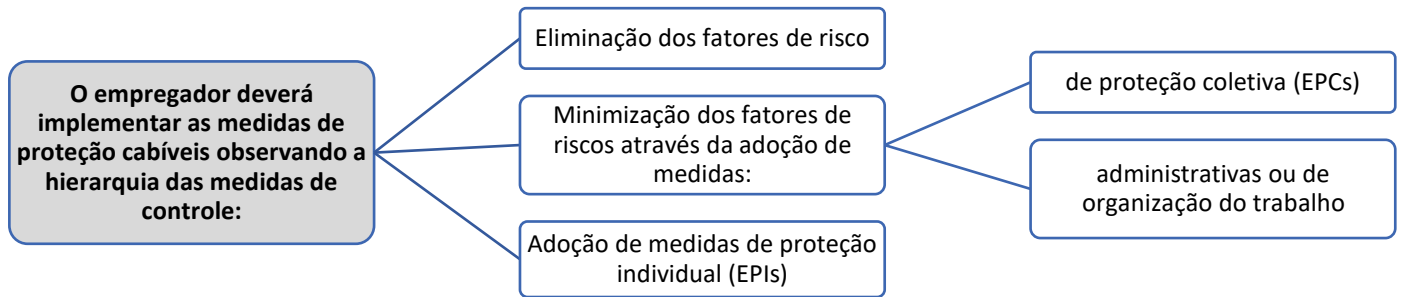 O empregador deverá
implementar as medidas de
proteção cabíveis observando a
hierarquia das medidas de
controle:
Eliminação dos fatores de risco
Minimização dos fatores de
riscos através da adoção de
medidas:
de proteção coletiva (EPCs)
administrativas ou de
organização do trabalho
Adoção de medidas de proteção
individual (EPIs)